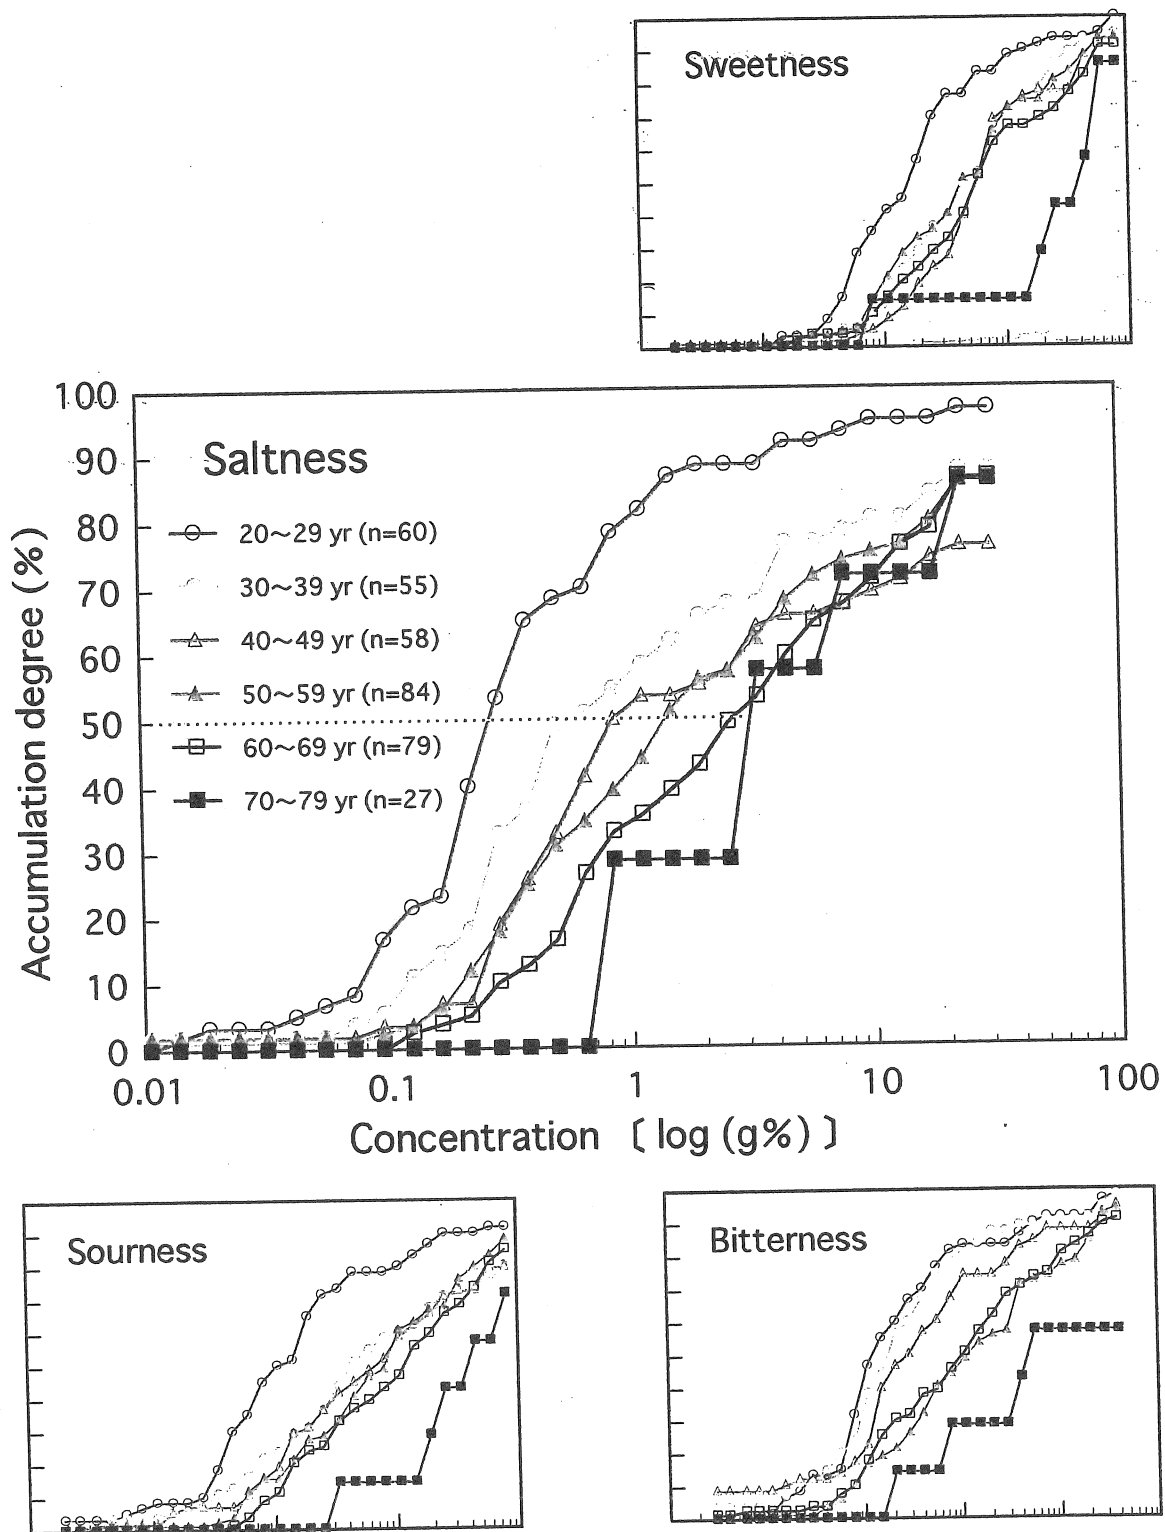 Sweetness
Saltness
100
90
80
70
60
50
40
30
20
10
0
Accumulation degree (%)
20~29 yr (n=60)
30~39 yr (n=55)
40~49 yr (n=58)
50~59 yr (n=84)
60~69 yr (n=79)
70~79 yr (n=27)
0.01 0.1 1 10 100
Concentration 〔 log (g%) 〕
Sourness
Bitterness